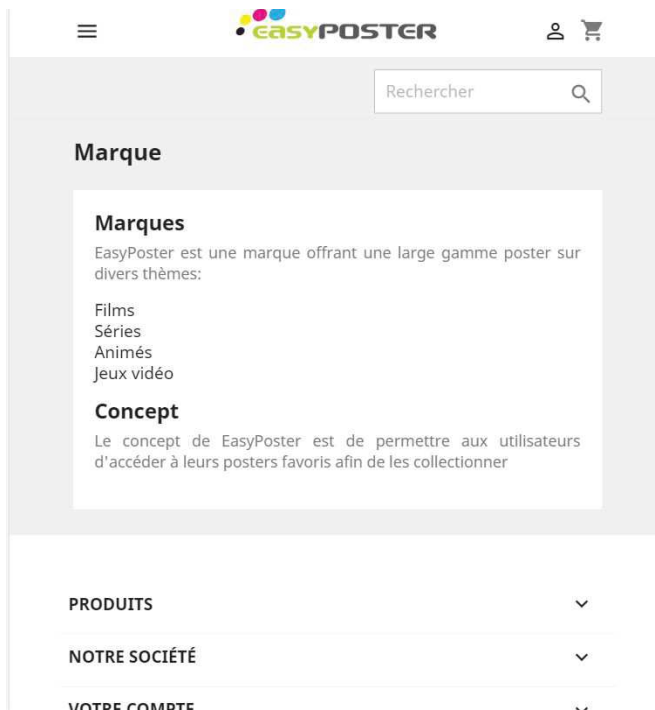 EASYPOSTER
Rechercher
Marque
Marques
EasyPoster est une marque offrant une large gamme poster sur
divers thèmes:
Films
Séries
Animés
Jeux vidéo
Concept
Le concept de EasyPoster est de permettre aux utilisateurs
d'accéder à leurs posters favoris afin de les collectionner
PRODUITS
NOTRE SOCIÉTÉ
VOTRE COMPTE